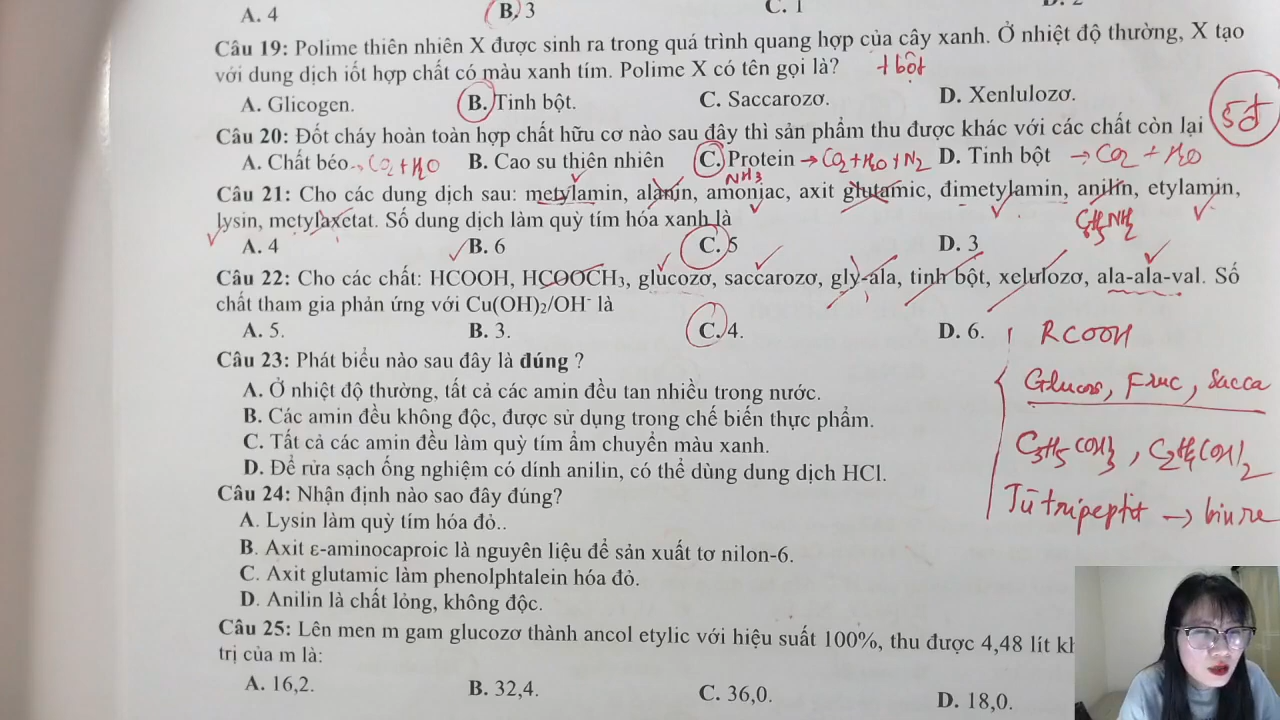 A. 4 B. 3 C. 1
Câu 19: Polime thiên nhiên X được sinh ra trong quá trình quang hợp của cây xanh. Ở nhiệt độ thường, X tạo
với dung dịch iốt hợp chất có màu xanh tím. Polime X có tên gọi là? + bột
A. Glicogen. B. Tinh bột. C. Saccarozơ. D. Xenlulozơ.
5đ
Câu 20: Đốt cháy hoàn toàn hợp chất hữu cơ nào sau đây thì sản phẩm thu được khác với các chất còn lại
A. Chất béo → CO2 + H2O B. Cao su thiên nhiên C. Protein → CO2 + H2O + N2 D. Tinh bột → CO2 + H2O
NH3
Câu 21: Cho các dung dịch sau: metylamin, alanin, amoniac, axit glutamic, đimetylamin, anilin, etylamin,
lysin, metylaxetat. Số dung dịch làm quỳ tím hóa xanh là C6H5NH2
A. 4 B. 6 C. 5 D. 3
Câu 22: Cho các chất: HCOOH, HCOOCH3, glucozơ, saccarozơ, gly-ala, tinh bột, xelulozơ, ala-ala-val. Số
chất tham gia phản ứng với Cu(OH)2/OH- là
A. 5. B. 3. C. 4. D. 6.
RCOOH
Câu 23: Phát biểu nào sau đây là đúng ?
Glucos, Fruc, Sacca
A. Ở nhiệt độ thường, tất cả các amin đều tan nhiều trong nước.
B. Các amin đều không độc, được sử dụng trong chế biến thực phẩm.
C. Tất cả các amin đều làm quỳ tím ẩm chuyển màu xanh.
C3H5(OH)3, C2H4(OH)2
D. Để rửa sạch ống nghiệm có dính anilin, có thể dùng dung dịch HCl.
Câu 24: Nhận định nào sao đây đúng?
Từ tripeptit → biure
A. Lysin làm quỳ tím hóa đỏ..
B. Axit ε-aminocaproic là nguyên liệu để sản xuất tơ nilon-6.
C. Axit glutamic làm phenolphtalein hóa đỏ.
D. Anilin là chất lỏng, không độc.
Câu 25: Lên men m gam glucozơ thành ancol etylic với hiệu suất 100%, thu được 4,48 lít
trị của m là:
A. 16,2. B. 32,4. C. 36,0. D. 18,0.